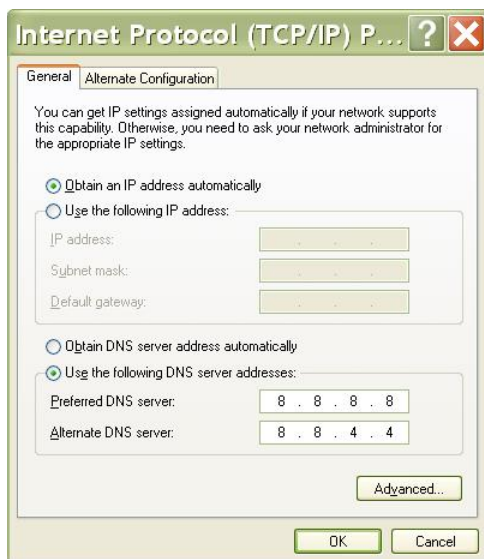 Internet Protocol (TCP/IP) P... ?
General Alternate Configuration
You can get IP settings assigned automatically if your network supports
this capability. Otherwise, you need to ask your network administrator for
the appropriate IP settings.
Obtain an IP address automatically
Use the following IP address:
IP address: . . .
Subnet mask: . . .
Default gateway: . . .
Obtain DNS server address automatically
Use the following DNS server addresses:
Preferred DNS server: 8 . 8 . 8 . 8
Alternate DNS server: 8 . 8 . 4 . 4
Advanced...
OK Cancel